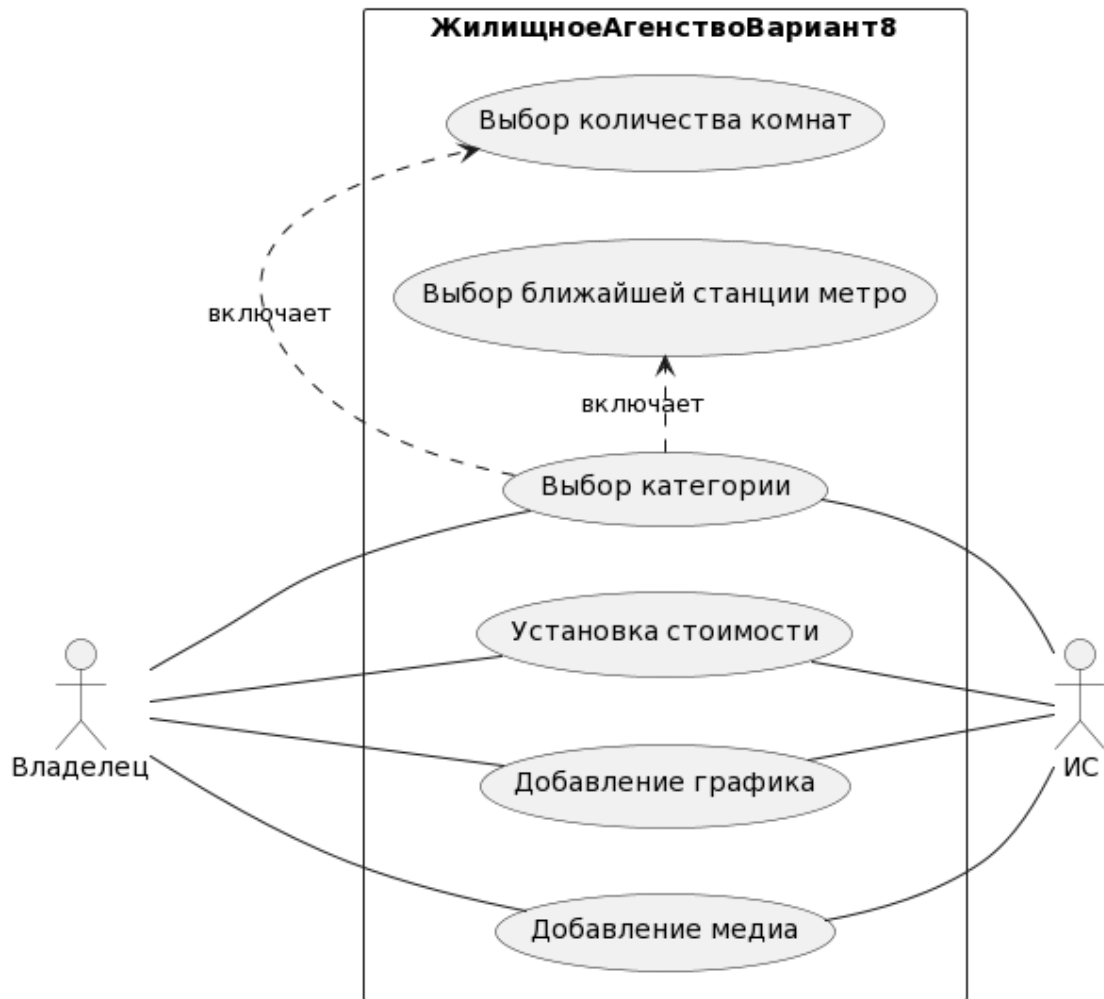 ЖилищноеАгенствоВариант8
Выбор количества комнат
Выбор ближайшей станции метро
включает
включает
Выбор категории
Установка стоимости
Владелец
ИС
Добавление графика
Добавление медиа